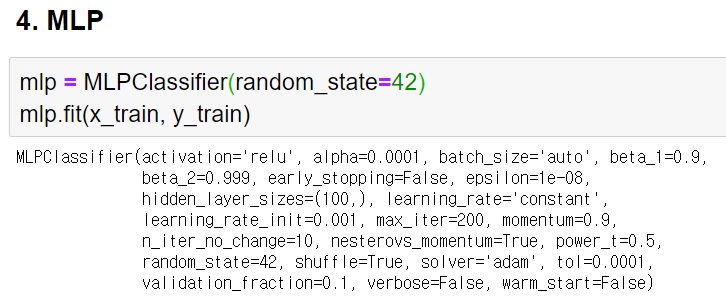 4. MLP
mlp = MLPClassifier(random_state=42)
mlp.fit(x_train, y_train)
MLPClassifier(activation='relu', alpha=0.0001, batch_size='auto', beta_1=0.9,
beta_2=0.999, early_stopping=False, epsilon=1e-08,
hidden_layer_sizes=(100,), learning_rate='constant',
learning_rate_init=0.001, max_iter=200, momentum=0.9,
n_iter_no_change=10, nesterovs_momentum=True, power_t=0.5,
random_state=42, shuffle=True, solver='adam', tol=0.0001,
validation_fraction=0.1, verbose=False, warm_start=False)